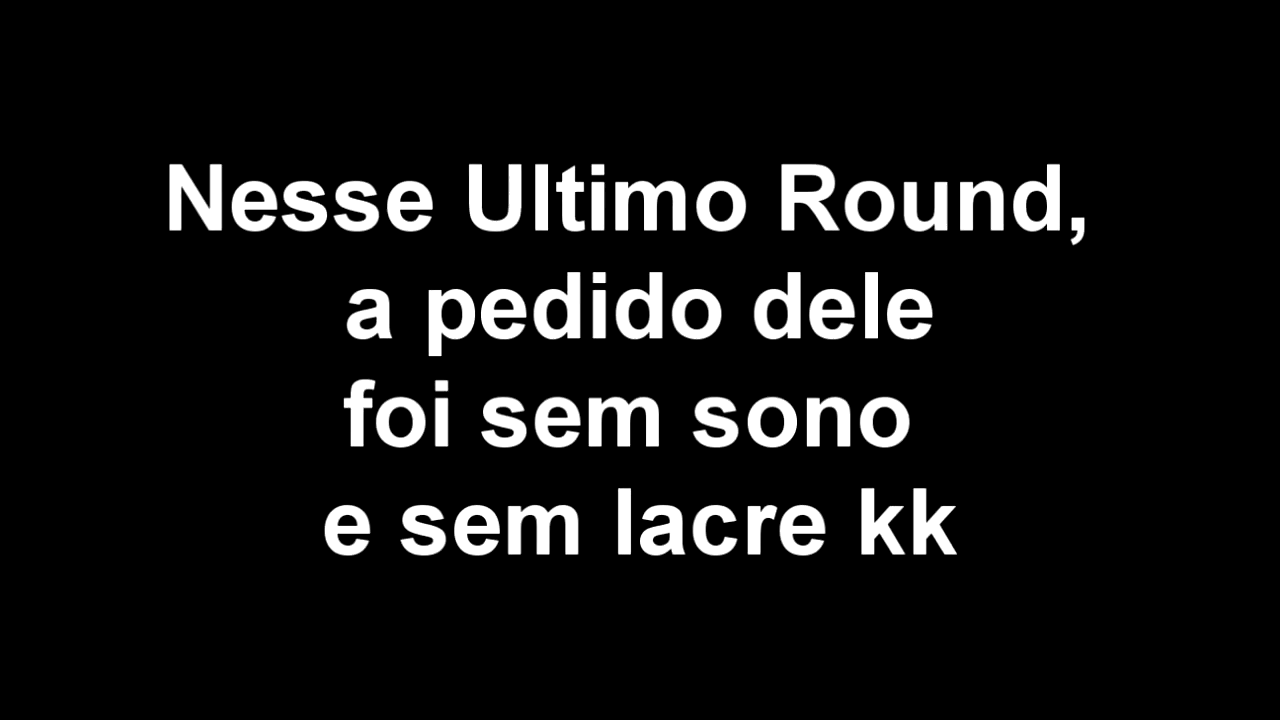 Nesse Ultimo Round,
a pedido dele
foi sem sono
e sem lacre kk